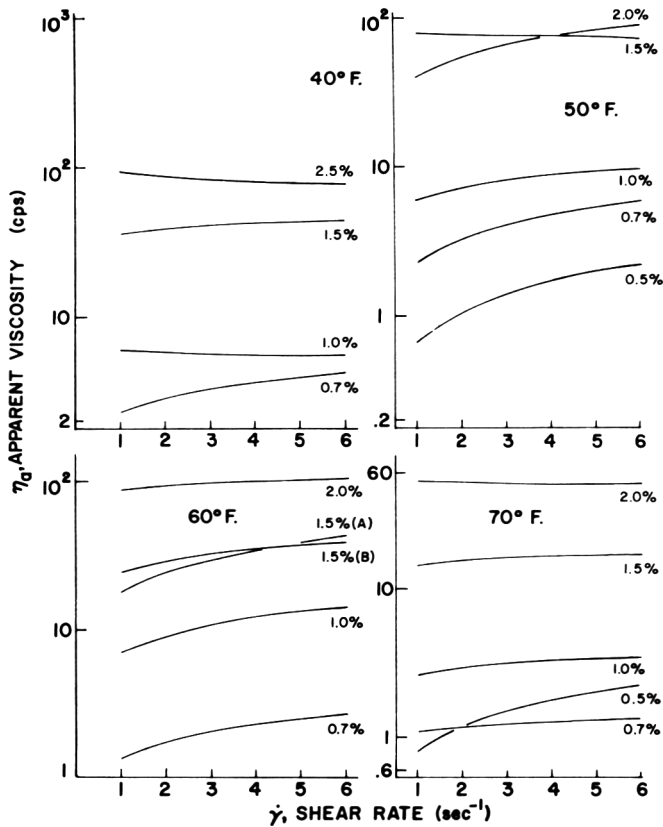 ηₐ, APPARENT VISCOSITY (cps)
10³
10²
10
2
40° F.
2.5%
1.5%
1.0%
0.7%
1 2 3 4 5 6
10²
10
1
.2
50° F.
2.0%
1.5%
1.0%
0.7%
0.5%
1 2 3 4 5 6
10²
10
1
60° F.
2.0%
1.5% (A)
1.5% (B)
1.0%
0.7%
1 2 3 4 5 6
60
10
1
.6
70° F.
2.0%
1.5%
1.0%
0.5%
0.7%
1 2 3 4 5 6
γ̇, SHEAR RATE (sec⁻¹)